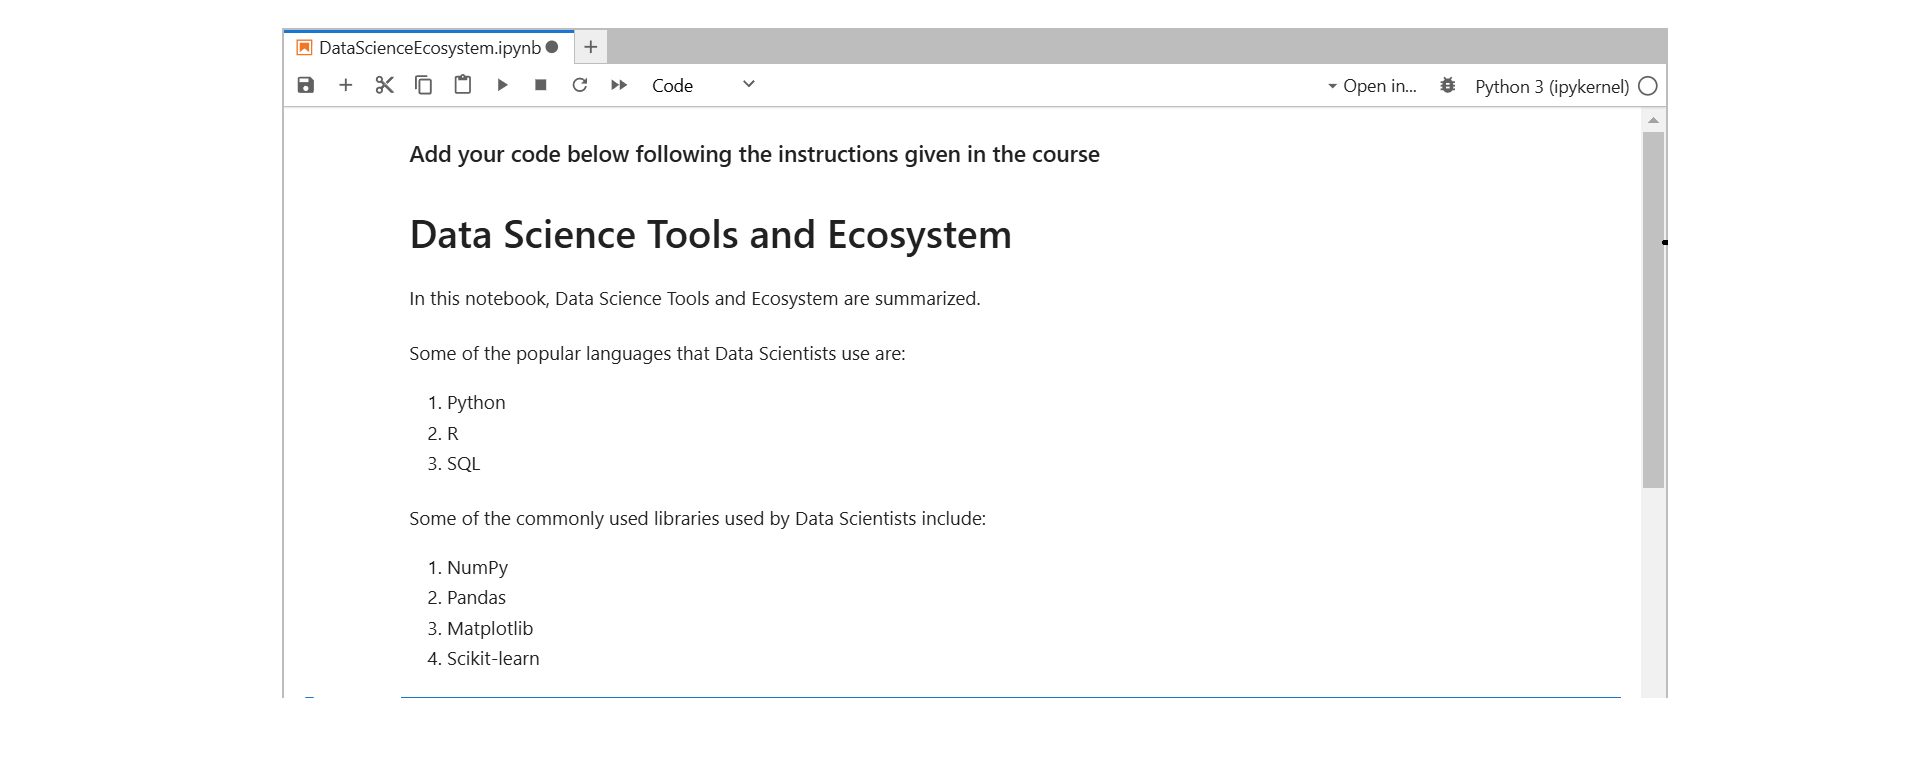 DataScienceEcosystem.ipynb
Code
Open in...
Python 3 (ipykernel)
Add your code below following the instructions given in the course
Data Science Tools and Ecosystem
In this notebook, Data Science Tools and Ecosystem are summarized.
Some of the popular languages that Data Scientists use are:
1. Python
2. R
3. SQL
Some of the commonly used libraries used by Data Scientists include:
1. NumPy
2. Pandas
3. Matplotlib
4. Scikit-learn